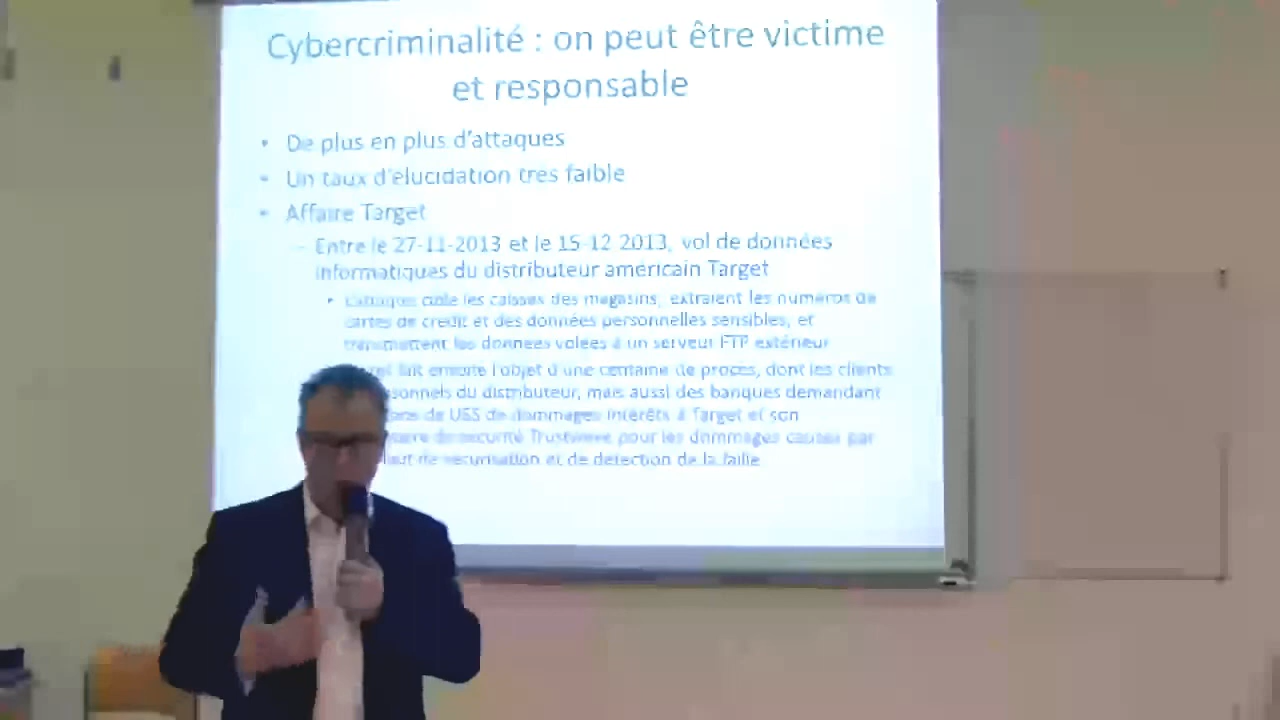 Cybercriminalité : on peut être victime
et responsable
• De plus en plus d'attaques
• Un taux d'élucidation très faible
• Affaire Target
– Entre le 27-11-2013 et le 15-12 2013, vol de données
informatiques du distributeur américain Target
• L'attaque cible les caisses des magasins, extraient les numéros de
cartes de crédit et des données personnelles sensibles, et
transmettent les données volées à un serveur FTP extérieur
fait ensuite l'objet d'une centaine de procès, dont les clients
du distributeur, mais aussi des banques demandant
de US$ de dommages intérêts à Target et son
de sécurité Trustwave pour les dommages causés par
de sécurisation et de détection de la faille